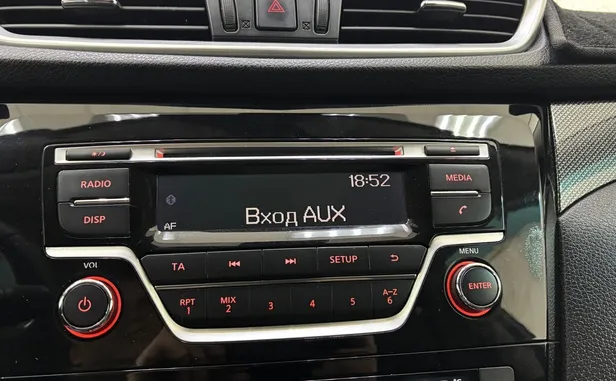 RADIO
MEDIA
DISP
18:52
Вход AUX
AF
VOL
MENU
TA
SETUP
ENTER
RPT
1
MIX
2
3
4
5
A–Z
6